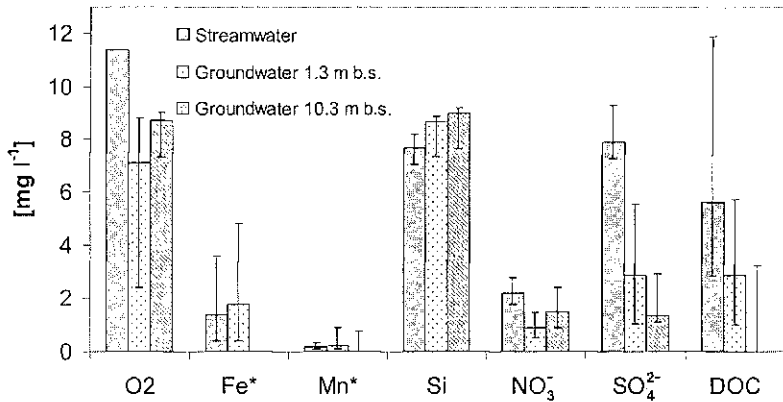 12
10
8
6
4
2
0
[mg l⁻¹]
Streamwater
Groundwater 1.3 m b.s.
Groundwater 10.3 m b.s.
O2 Fe* Mn* Si NO₃⁻ SO₄²⁻ DOC